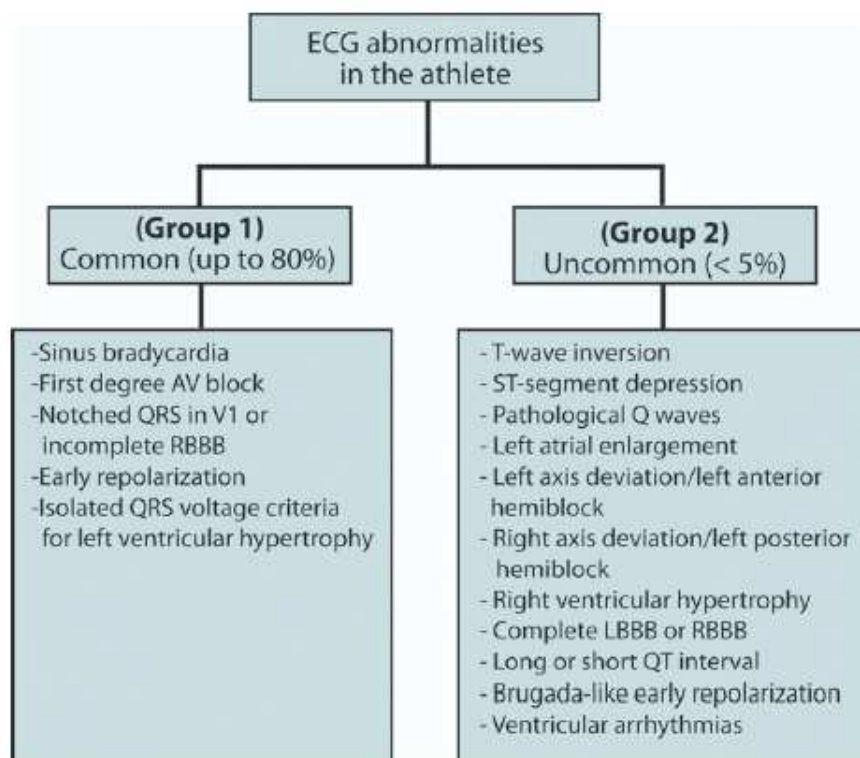 ECG abnormalities
in the athlete
(Group 1)
Common (up to 80%)
(Group 2)
Uncommon (< 5%)
-Sinus bradycardia
-First degree AV block
-Notched QRS in V1 or
incomplete RBBB
-Early repolarization
-Isolated QRS voltage criteria
for left ventricular hypertrophy
- T-wave inversion
- ST-segment depression
- Pathological Q waves
- Left atrial enlargement
- Left axis deviation/left anterior
hemiblock
- Right axis deviation/left posterior
hemiblock
- Right ventricular hypertrophy
- Complete LBBB or RBBB
- Long or short QT interval
- Brugada-like early repolarization
- Ventricular arrhythmias